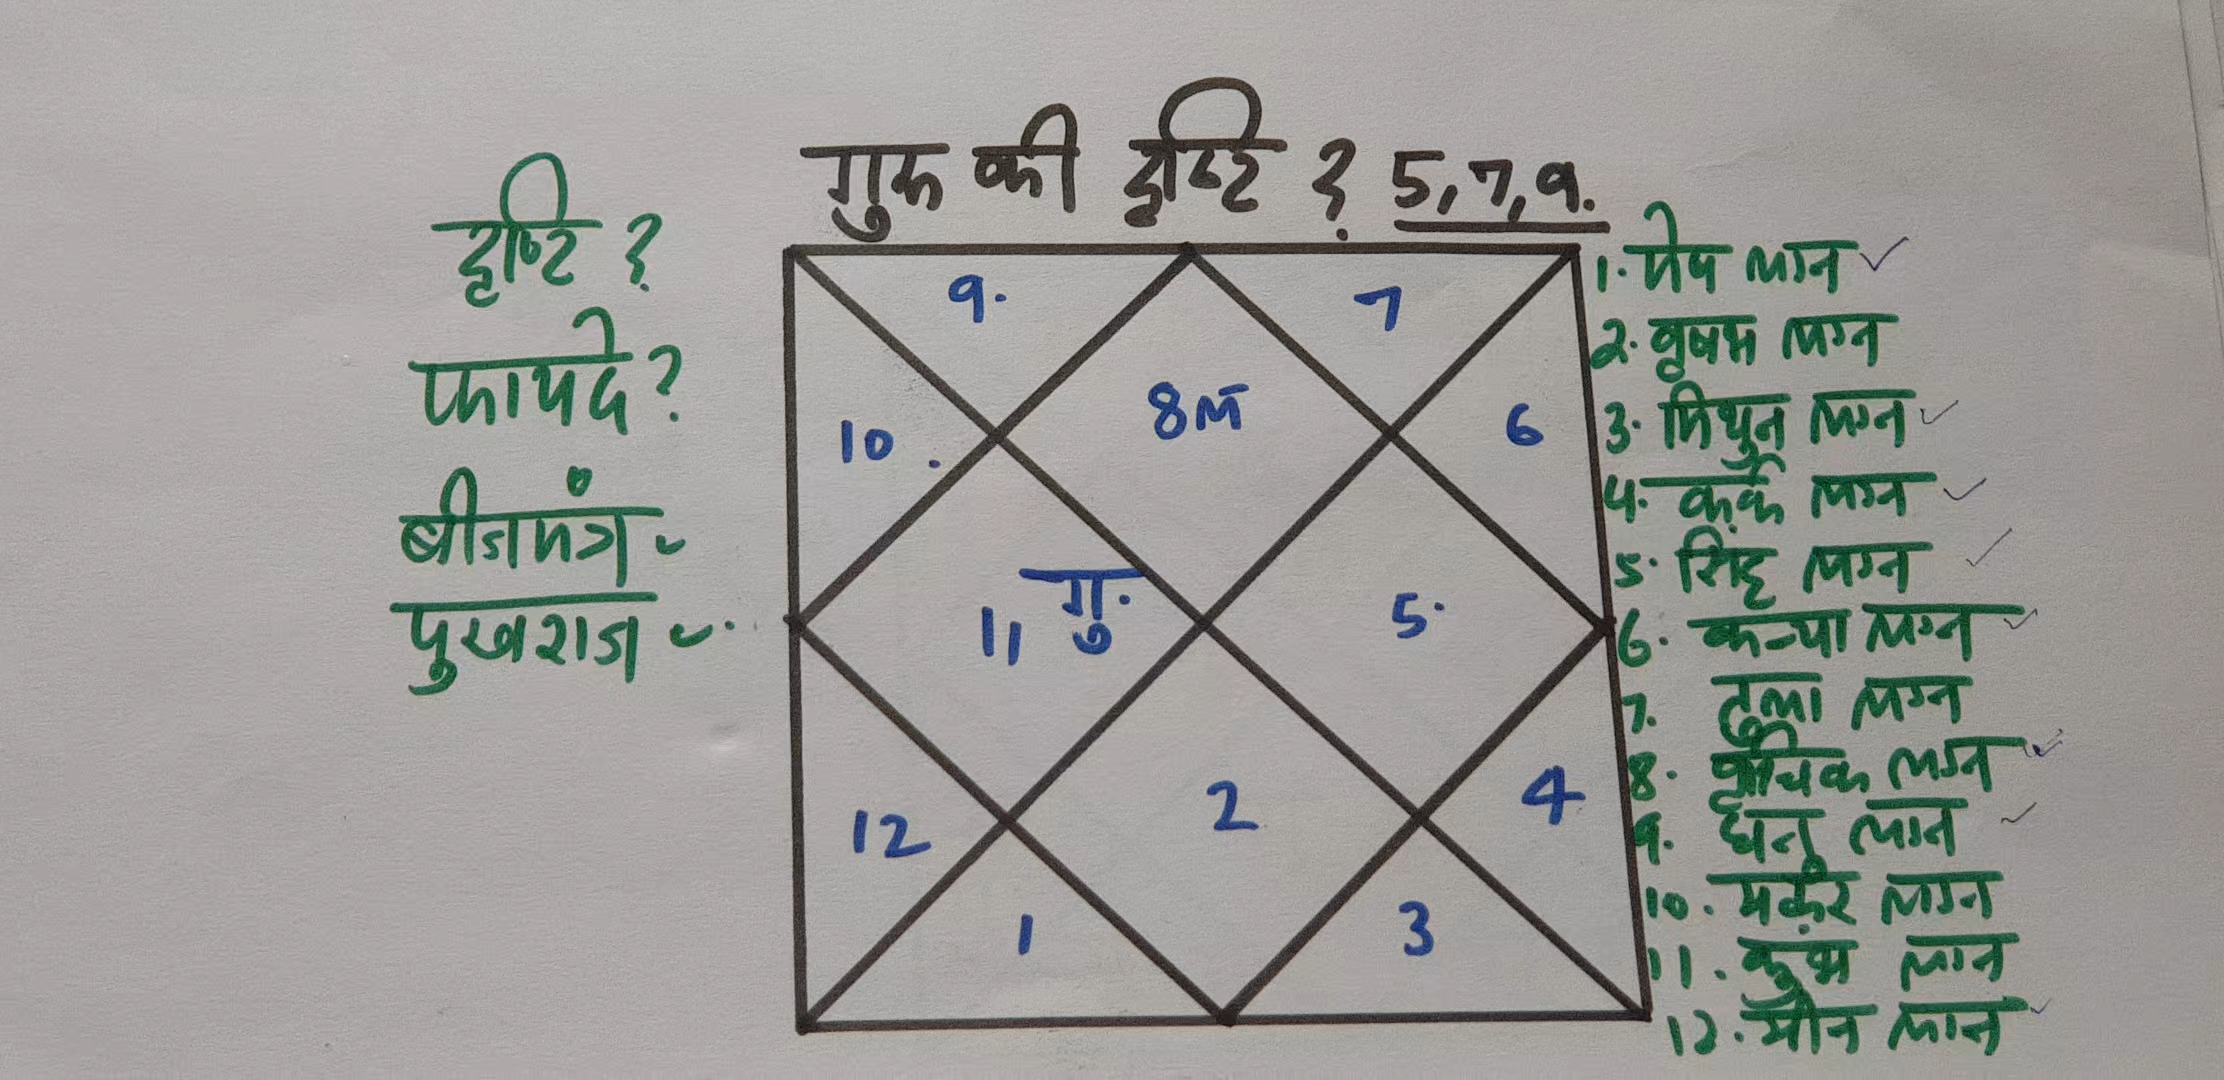 गुरु की दृष्टि ? 5,7,9.
दृष्टि ?
फायदे ?
बीजमंत्र
पुखराज
9.
7
10
8ल
6
11 गु.
5.
12
2
4
1
3
1. मेष लग्न
2. वृषभ लग्न
3. मिथुन लग्न
4. कर्क लग्न
5. सिंह लग्न
6. कन्या लग्न
7. तुला लग्न
8. वृश्चिक लग्न
9. धनु लग्न
10. मकर लग्न
11. कुंभ लग्न
12. मीन लग्न